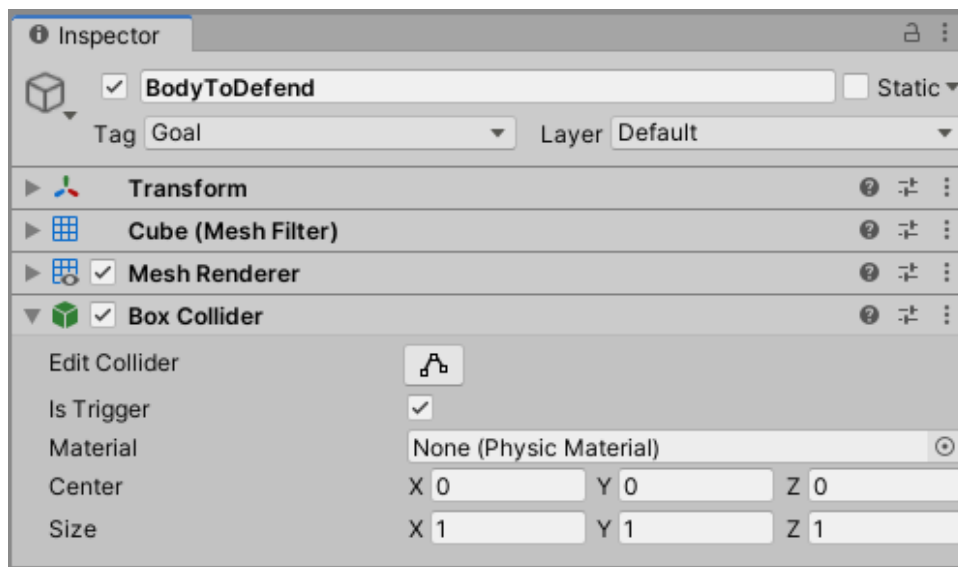 Inspector
BodyToDefend Static
Tag Goal Layer Default
Transform
Cube (Mesh Filter)
Mesh Renderer
Box Collider
Edit Collider
Is Trigger
Material None (Physic Material)
Center X 0 Y 0 Z 0
Size X 1 Y 1 Z 1